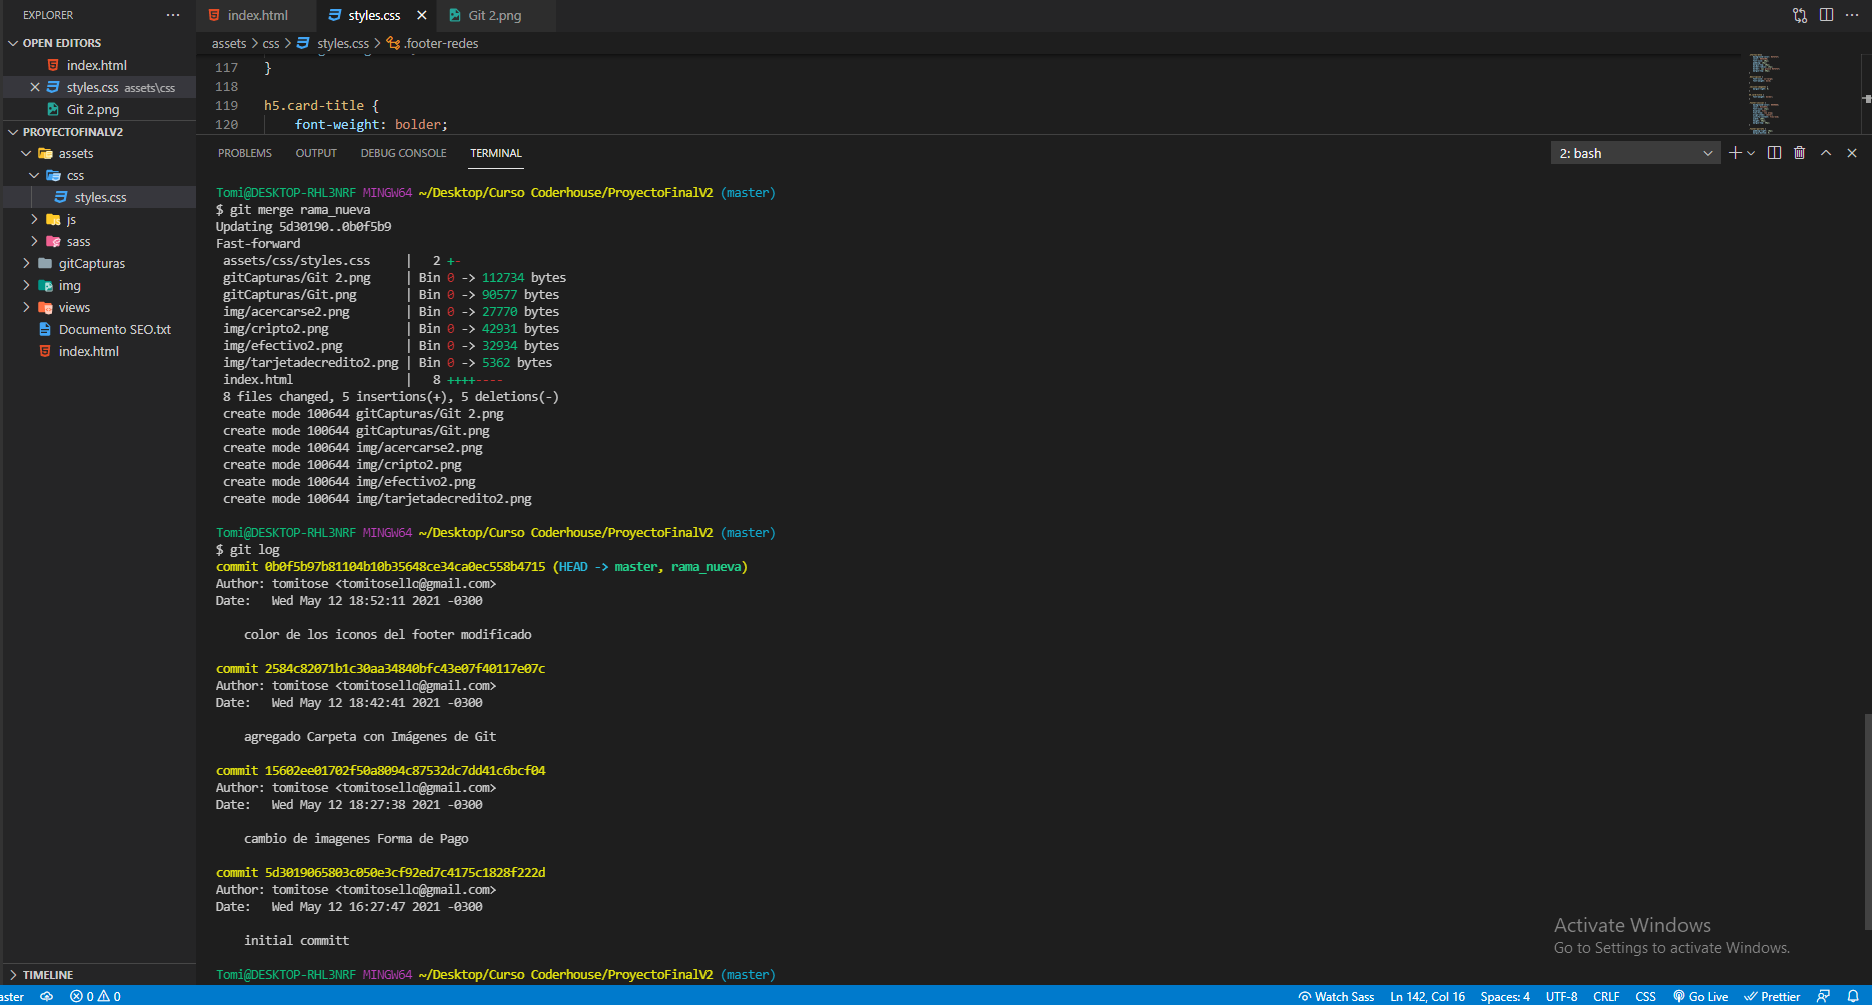 EXPLORER
OPEN EDITORS
index.html
styles.css assets\css
Git 2.png
PROYECTOFINALV2
assets
css
styles.css
js
sass
gitCapturas
img
views
Documento SEO.txt
index.html
TIMELINE
index.html
styles.css
Git 2.png
assets > css > styles.css > .footer-redes
117 }
118
119 h5.card-title {
120 font-weight: bolder;
PROBLEMS OUTPUT DEBUG CONSOLE TERMINAL
2: bash
Tomi@DESKTOP-RHL3NRF MINGW64 ~/Desktop/Curso Coderhouse/ProyectoFinalV2 (master)
$ git merge rama_nueva
Updating 5d30190..0b0f5b9
Fast-forward
assets/css/styles.css | 2 +-
gitCapturas/Git 2.png | Bin 0 -> 112734 bytes
gitCapturas/Git.png | Bin 0 -> 90577 bytes
img/acercarse2.png | Bin 0 -> 27770 bytes
img/cripto2.png | Bin 0 -> 42931 bytes
img/efectivo2.png | Bin 0 -> 32934 bytes
img/tarjetadecredito2.png | Bin 0 -> 5362 bytes
index.html | 8 ++++----
8 files changed, 5 insertions(+), 5 deletions(-)
create mode 100644 gitCapturas/Git 2.png
create mode 100644 gitCapturas/Git.png
create mode 100644 img/acercarse2.png
create mode 100644 img/cripto2.png
create mode 100644 img/efectivo2.png
create mode 100644 img/tarjetadecredito2.png
Tomi@DESKTOP-RHL3NRF MINGW64 ~/Desktop/Curso Coderhouse/ProyectoFinalV2 (master)
$ git log
commit 0b0f5b97b81104b10b35648ce34ca0ec558b4715 (HEAD -> master, rama_nueva)
Author: tomitose <tomitosello@gmail.com>
Date: Wed May 12 18:52:11 2021 -0300
color de los iconos del footer modificado
commit 2584c82071b1c30aa34840bfc43e07f40117e07c
Author: tomitose <tomitosello@gmail.com>
Date: Wed May 12 18:42:41 2021 -0300
agregado Carpeta con Imágenes de Git
commit 15602ee01702f50a8094c87532dc7dd41c6bcf04
Author: tomitose <tomitosello@gmail.com>
Date: Wed May 12 18:27:38 2021 -0300
cambio de imagenes Forma de Pago
commit 5d3019065803c050e3cf92ed7c4175c1828f222d
Author: tomitose <tomitosello@gmail.com>
Date: Wed May 12 16:27:47 2021 -0300
initial committ
Tomi@DESKTOP-RHL3NRF MINGW64 ~/Desktop/Curso Coderhouse/ProyectoFinalV2 (master)
Activate Windows
Go to Settings to activate Windows.
aster 0 0 Watch Sass Ln 142, Col 16 Spaces: 4 UTF-8 CRLF CSS Go Live Prettier